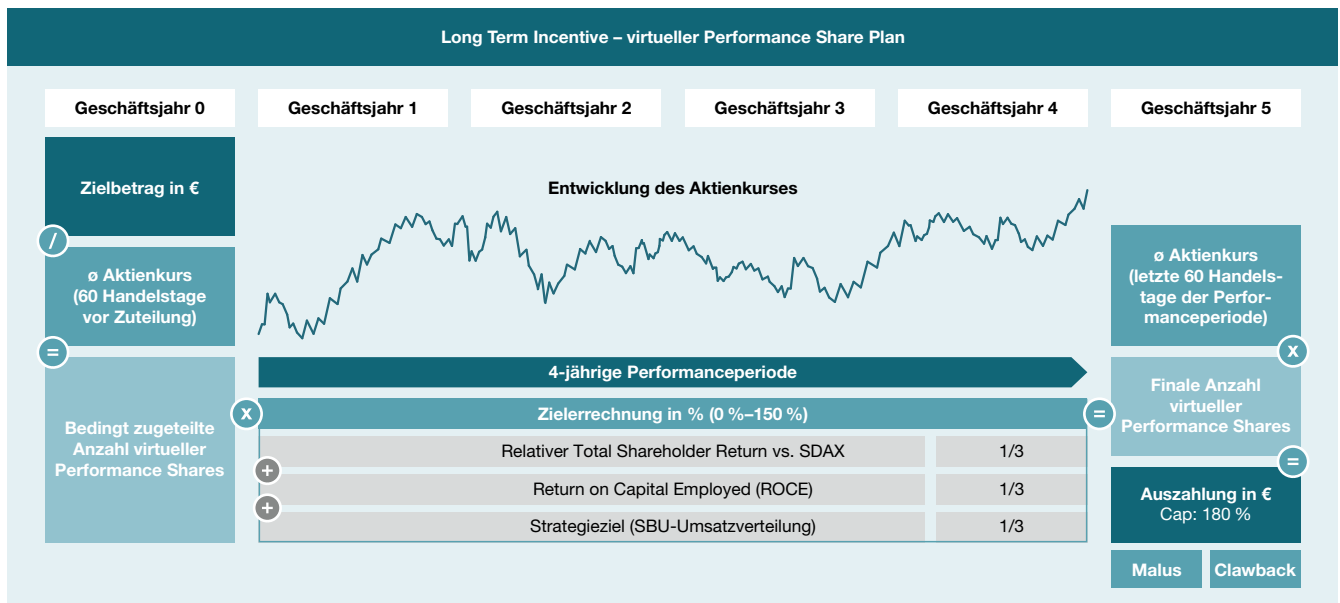 Long Term Incentive – virtueller Performance Share Plan
Geschäftsjahr 0
Geschäftsjahr 1
Geschäftsjahr 2
Geschäftsjahr 3
Geschäftsjahr 4
Geschäftsjahr 5
Zielbetrag in €
/
ø Aktienkurs
(60 Handelstage
vor Zuteilung)
=
Bedingt zugeteilte
Anzahl virtueller
Performance Shares
x
Entwicklung des Aktienkurses
4-jährige Performanceperiode
Zielerrechnung in % (0 %–150 %)
Relativer Total Shareholder Return vs. SDAX
1/3
+
Return on Capital Employed (ROCE)
1/3
+
Strategieziel (SBU-Umsatzverteilung)
1/3
=
ø Aktienkurs
(letzte 60 Handels-
tage der Perfor-
manceperiode)
x
Finale Anzahl
virtueller
Performance Shares
=
Auszahlung in €
Cap: 180 %
Malus
Clawback